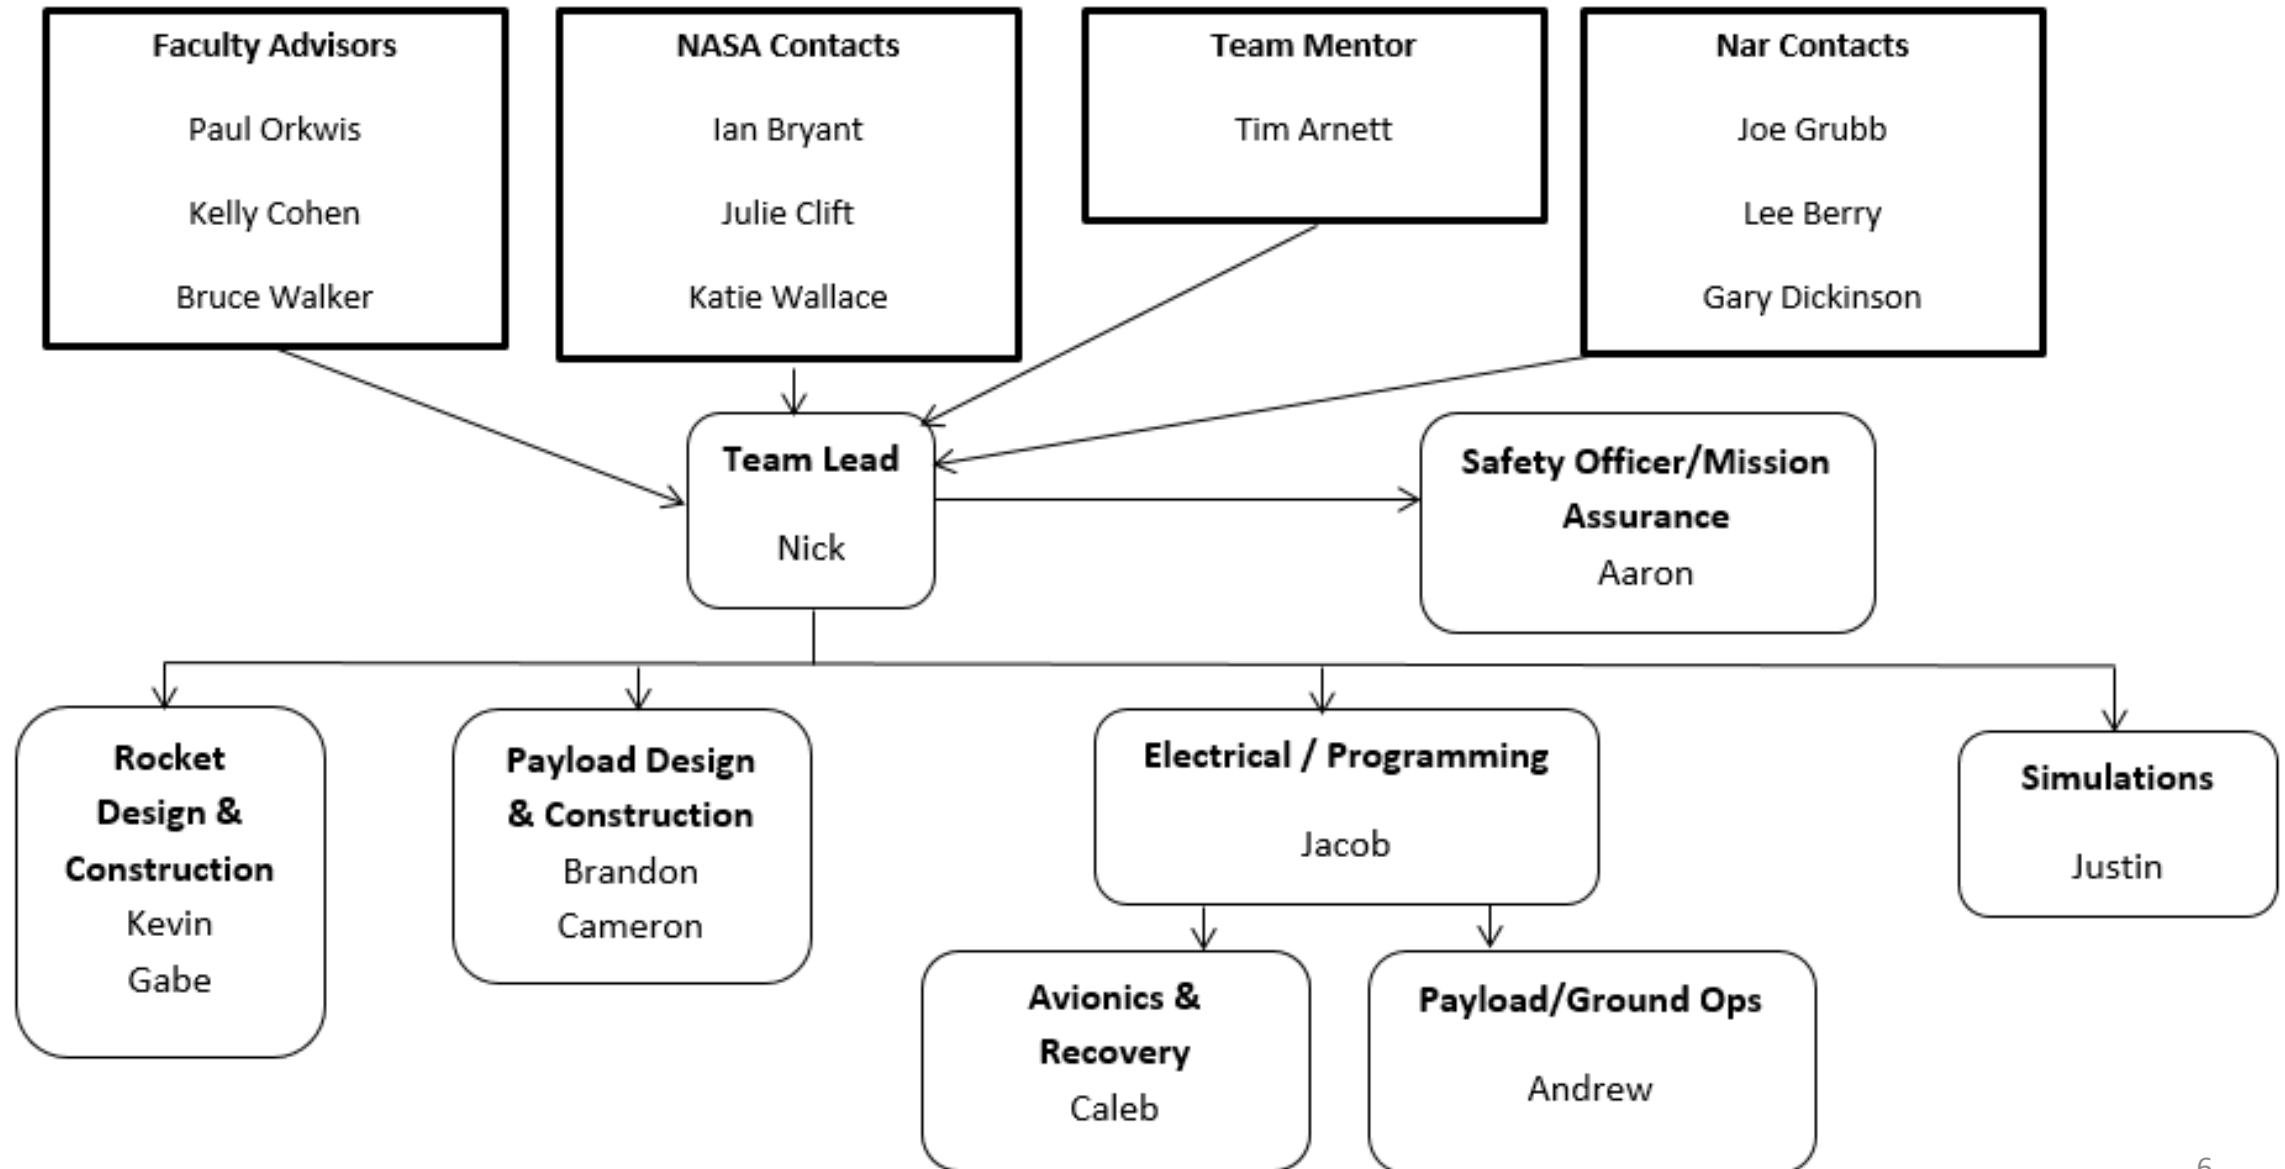 Faculty Advisors
Paul Orkwis
Kelly Cohen
Bruce Walker
NASA Contacts
Ian Bryant
Julie Clift
Katie Wallace
Team Mentor
Tim Arnett
Nar Contacts
Joe Grubb
Lee Berry
Gary Dickinson
Team Lead
Nick
Safety Officer/Mission
Assurance
Aaron
Rocket
Design &
Construction
Kevin
Gabe
Payload Design
& Construction
Brandon
Cameron
Electrical / Programming
Jacob
Simulations
Justin
Avionics &
Recovery
Caleb
Payload/Ground Ops
Andrew
6